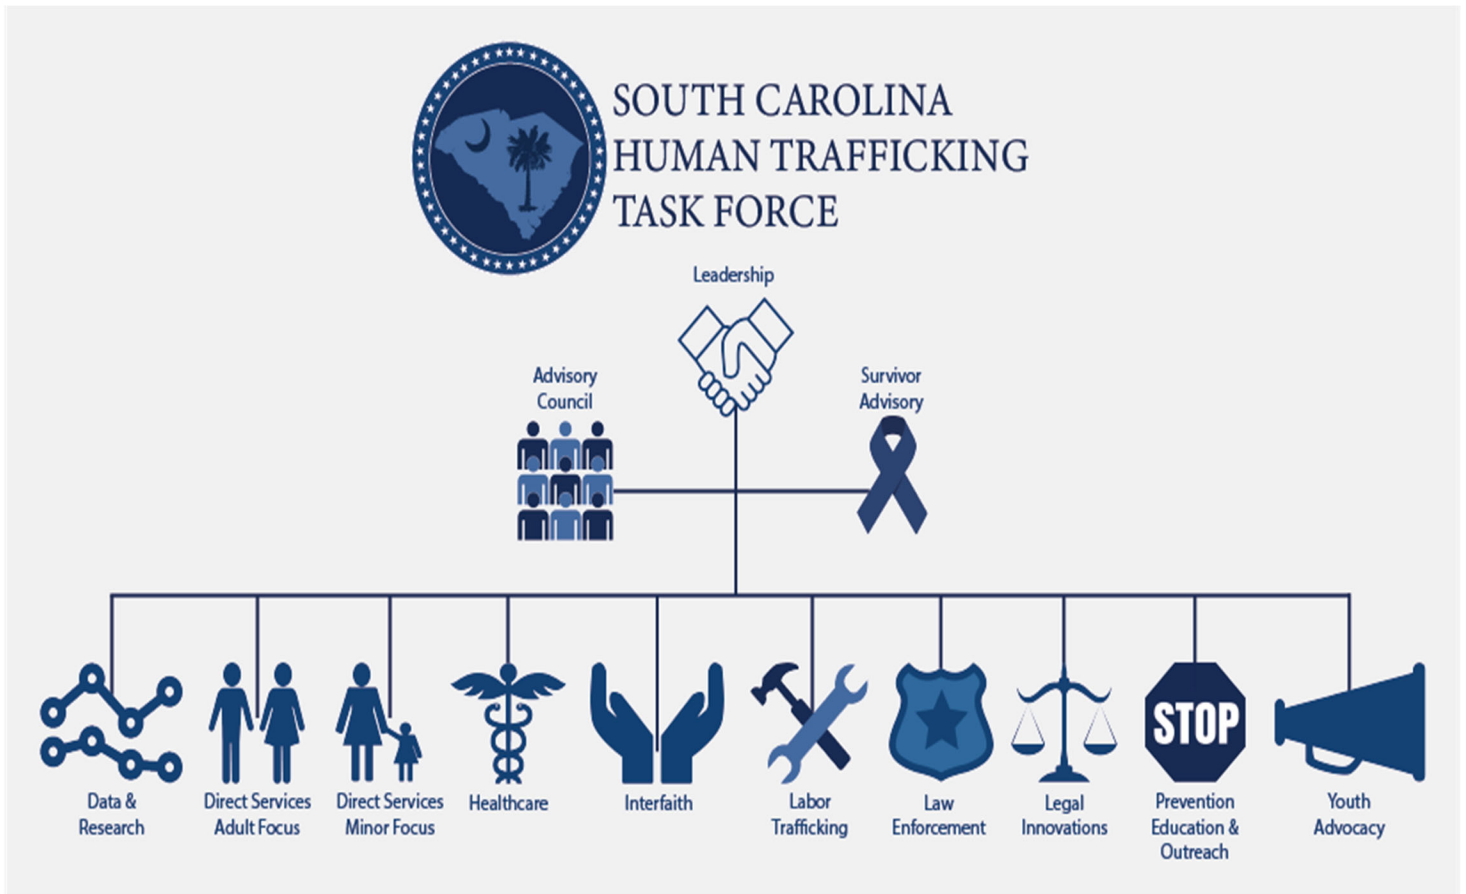 SOUTH CAROLINA
HUMAN TRAFFICKING
TASK FORCE
Leadership
Advisory
Council
Survivor
Advisory
Data &
Research
Direct Services
Adult Focus
Direct Services
Minor Focus
Healthcare
Interfaith
Labor
Trafficking
Law
Enforcement
Legal
Innovations
STOP
Prevention
Education &
Outreach
Youth
Advocacy